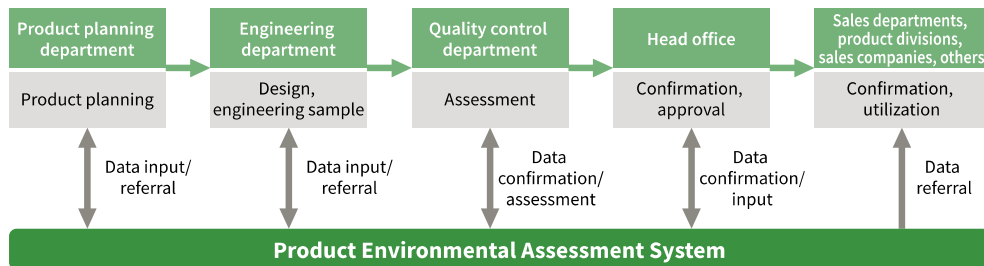 Product planning
department
Engineering
department
Quality control
department
Head office
Sales departments,
product divisions,
sales companies, others
Product planning
Design,
engineering sample
Assessment
Confirmation,
approval
Confirmation,
utilization
Data input/
referral
Data input/
referral
Data
confirmation/
assessment
Data
confirmation/
input
Data
referral
Product Environmental Assessment System